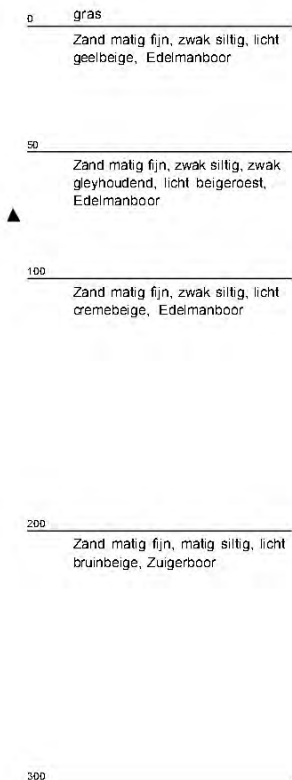 0 gras
Zand matig fijn, zwak siltig, licht
geelbeige, Edelmanboor
50
Zand matig fijn, zwak siltig, zwak
gleyhoudend, licht beigeroest,
Edelmanboor
100
Zand matig fijn, zwak siltig, licht
cremebeige, Edelmanboor
200
Zand matig fijn, matig siltig, licht
bruinbeige, Zuigerboor
300